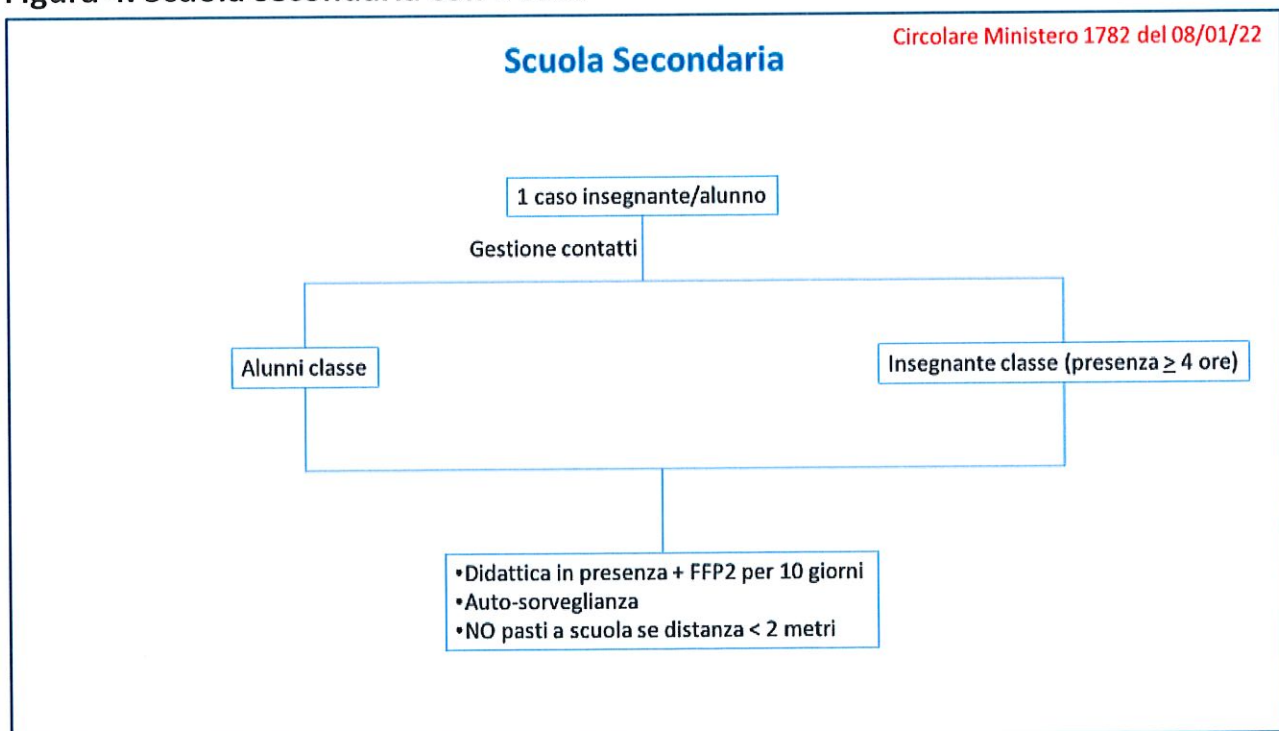 Scuola Secondaria
Circolare Ministero 1782 del 08/01/22
1 caso insegnante/alunno
Gestione contatti
Alunni classe
Insegnante classe (presenza ≥ 4 ore)
•Didattica in presenza + FFP2 per 10 giorni
•Auto-sorveglianza
•NO pasti a scuola se distanza < 2 metri